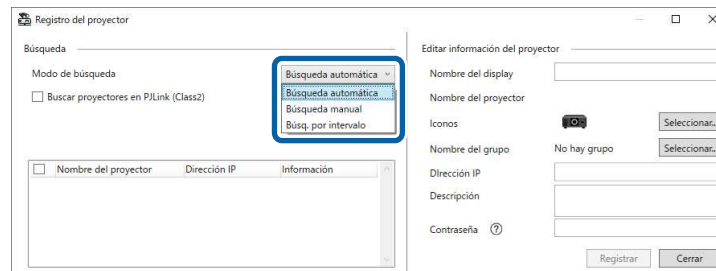 Registro del proyector
Búsqueda
Modo de búsqueda
Búsqueda automática
Búsqueda automática
Búsqueda manual
Búsq. por intervalo
Buscar proyectores en PJLink (Class2)
Nombre del proyector Dirección IP Información
Editar información del proyector
Nombre del display
Nombre del proyector
Iconos Seleccionar...
Nombre del grupo No hay grupo Seleccionar...
DIrección IP
Descripción
Contraseña ?
Registrar Cerrar